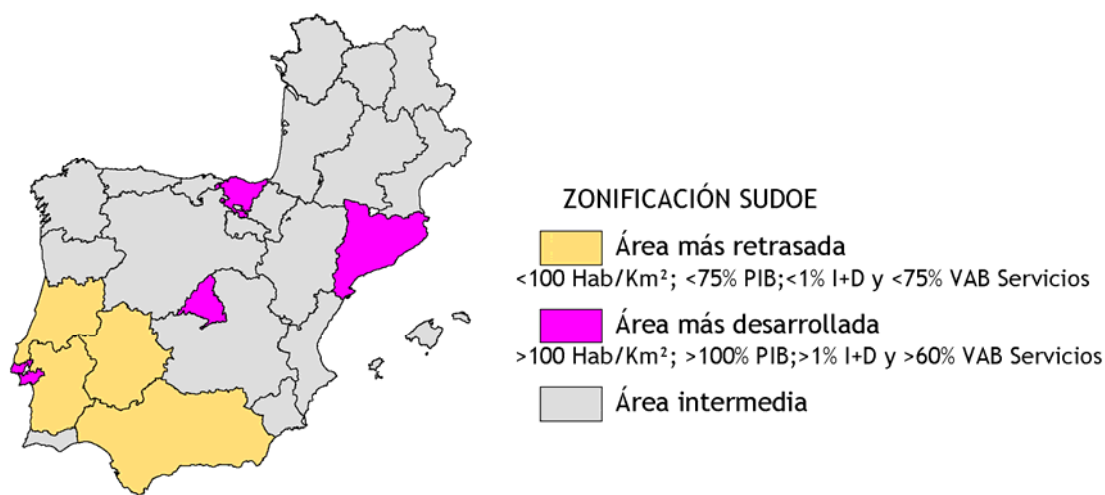 ZONIFICACIÓN SUDOE
Área más retrasada
<100 Hab/Km²; <75% PIB;<1% I+D y <75% VAB Servicios
Área más desarrollada
>100 Hab/Km²; >100% PIB;>1% I+D y >60% VAB Servicios
Área intermedia